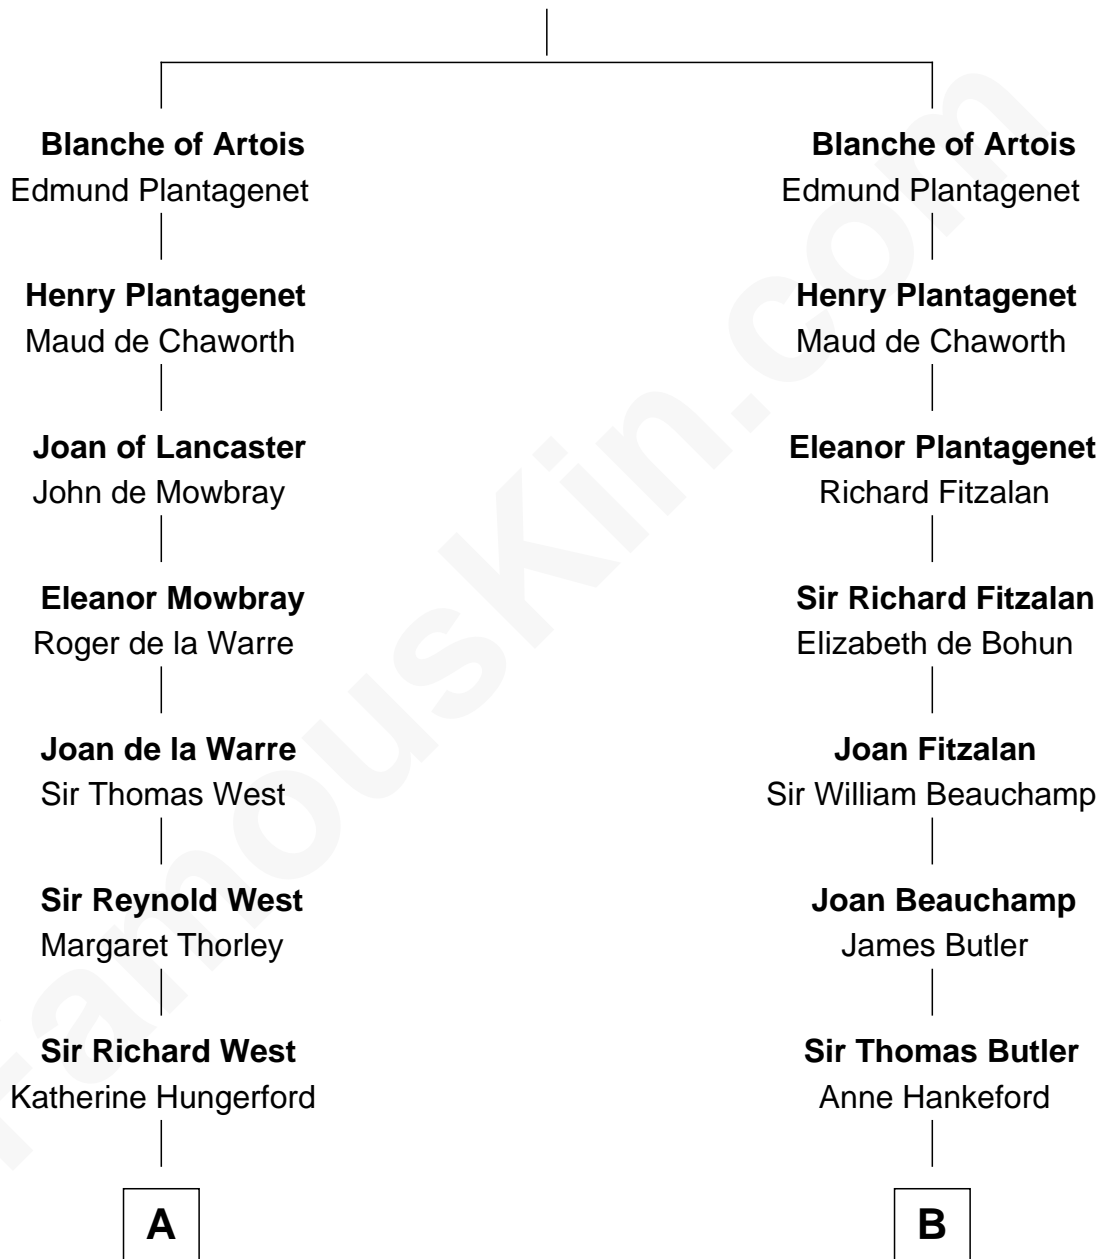 Blanche of Artois
Edmund Plantagenet
Henry Plantagenet
Maud de Chaworth
Joan of Lancaster
John de Mowbray
Eleanor Mowbray
Roger de la Warre
Joan de la Warre
Sir Thomas West
Sir Reynold West
Margaret Thorley
Sir Richard West
Katherine Hungerford
A
Blanche of Artois
Edmund Plantagenet
Henry Plantagenet
Maud de Chaworth
Eleanor Plantagenet
Richard Fitzalan
Sir Richard Fitzalan
Elizabeth de Bohun
Joan Fitzalan
Sir William Beauchamp
Joan Beauchamp
James Butler
Sir Thomas Butler
Anne Hankeford
B
FamousKin.com